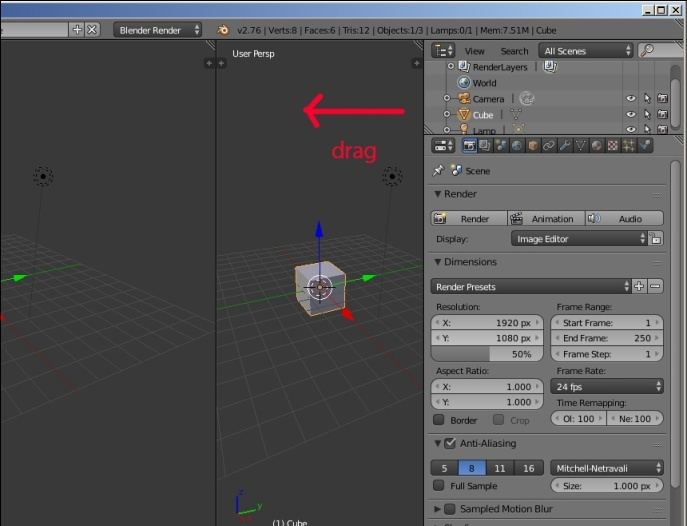 Blender Render
v2.76 | Verts:8 | Faces:6 | Tris:12 | Objects:1/3 | Lamps:0/1 | Mem:7.51M | Cube
User Persp
View Search All Scenes
RenderLayers |
World
Camera |
Cube |
Lamp |
drag
Scene
Render
Render Animation Audio
Display: Image Editor
Dimensions
Render Presets
Resolution: Frame Range:
X: 1920 px Start Frame: 1
Y: 1080 px End Frame: 250
50% Frame Step: 1
Aspect Ratio: Frame Rate:
X: 1.000 24 fps
Y: 1.000 Time Remapping:
Border Crop Ol: 100 Ne: 100
Anti-Aliasing
5 8 11 16 Mitchell-Netravali
Full Sample Size: 1.000 px
Sampled Motion Blur
z
y
(1) Cube